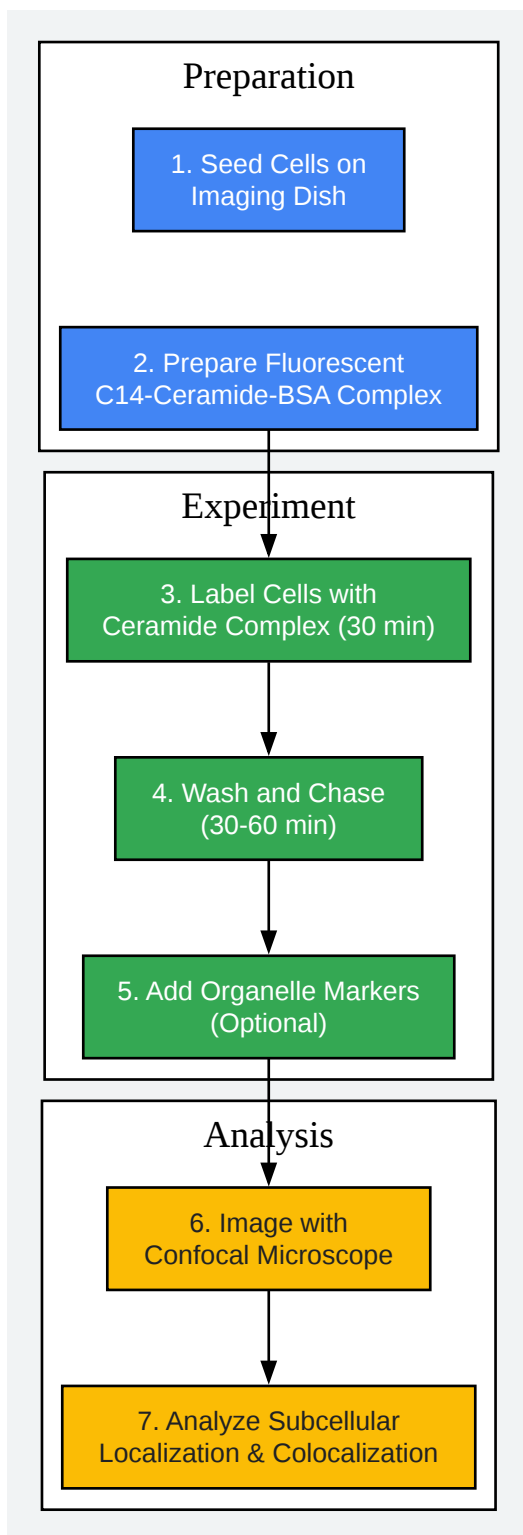 Preparation
1. Seed Cells on
Imaging Dish
2. Prepare Fluorescent
C14-Ceramide-BSA Complex
Experiment
3. Label Cells with
Ceramide Complex (30 min)
4. Wash and Chase
(30-60 min)
5. Add Organelle Markers
(Optional)
Analysis
6. Image with
Confocal Microscope
7. Analyze Subcellular
Localization & Colocalization